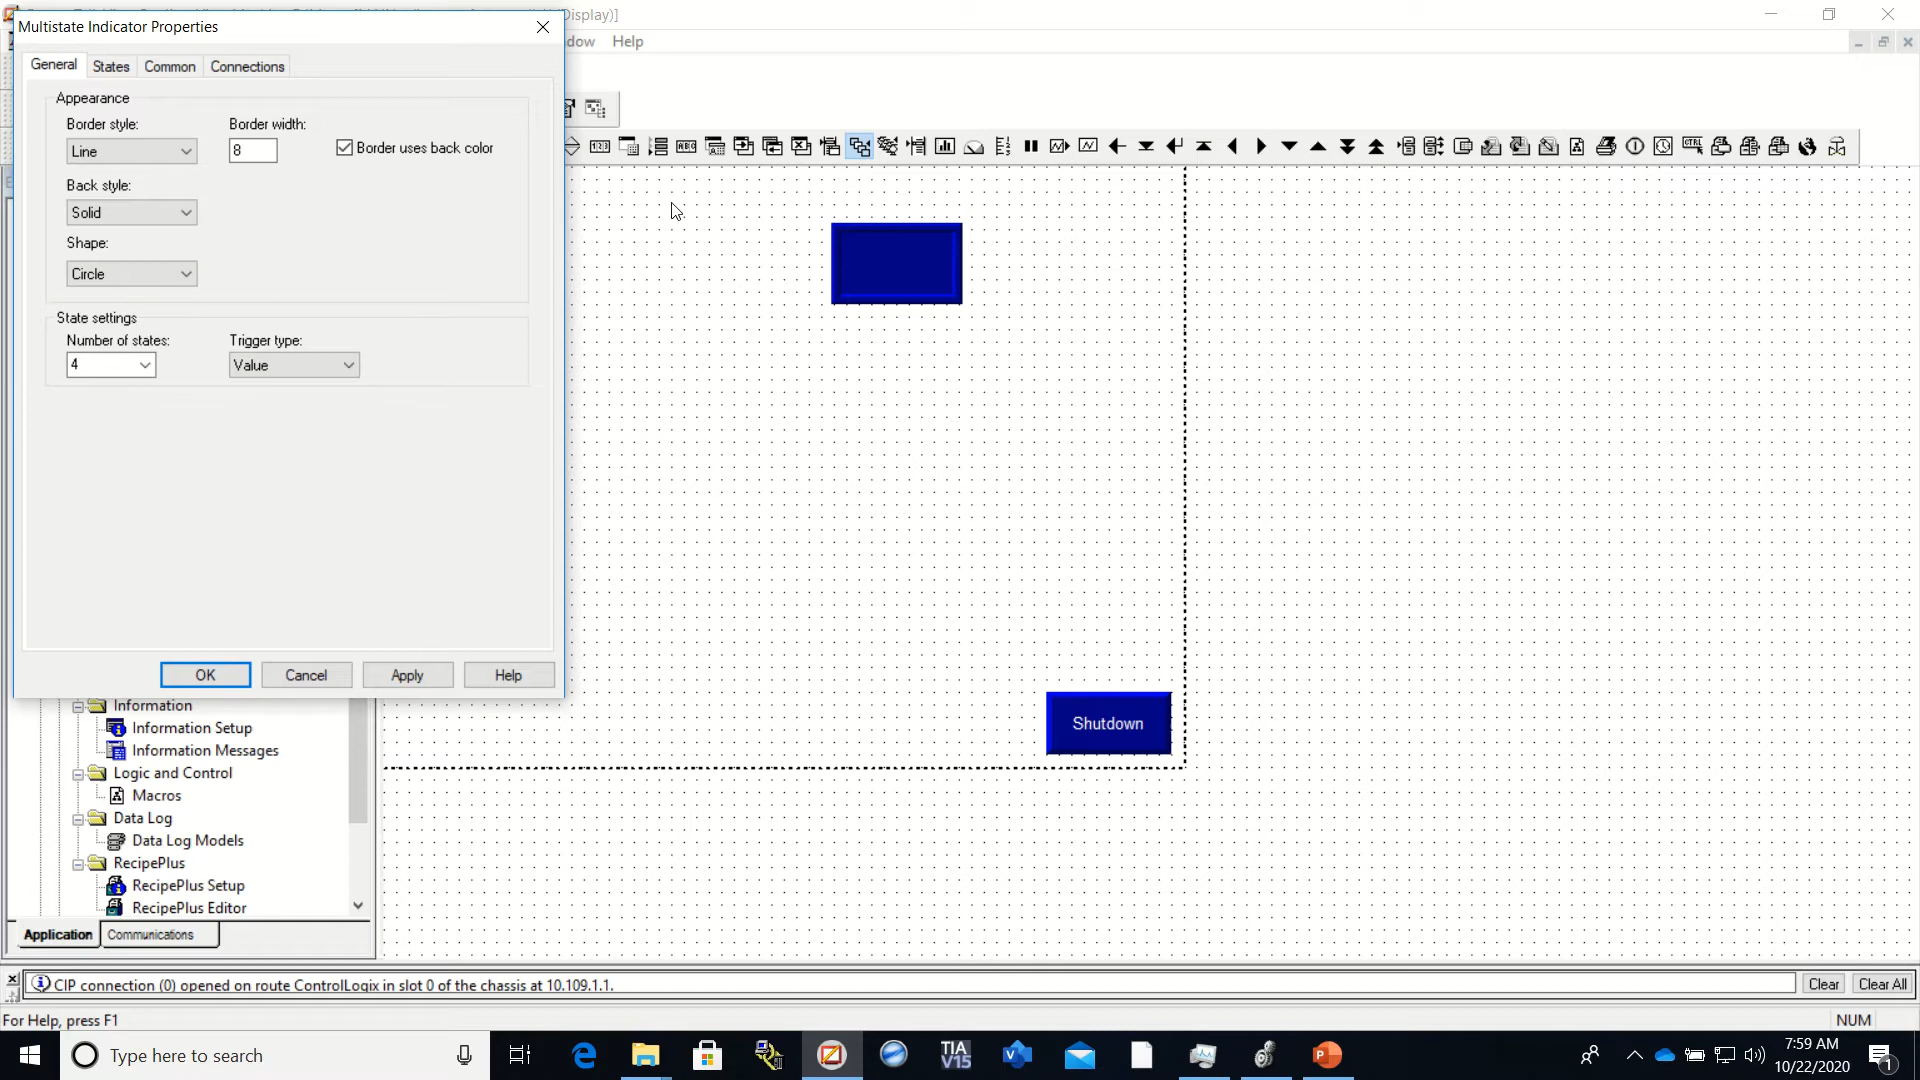 Multistate Indicator Properties
Display)]
General
States
Common
Connections
dow
Help
Appearance
Border style:
Border width:
Line
8
Border uses back color
Back style:
Solid
Shape:
Circle
State settings
Number of states:
Trigger type:
4
Value
OK
Cancel
Apply
Help
Shutdown
Information
Information Setup
Information Messages
Logic and Control
Macros
Data Log
Data Log Models
RecipePlus
RecipePlus Setup
RecipePlus Editor
Application
Communications
CIP connection (0) opened on route ControlLogix in slot 0 of the chassis at 10.109.1.1.
Clear
Clear All
For Help, press F1
NUM
Type here to search
TIA
V15
7:59 AM
10/22/2020
1